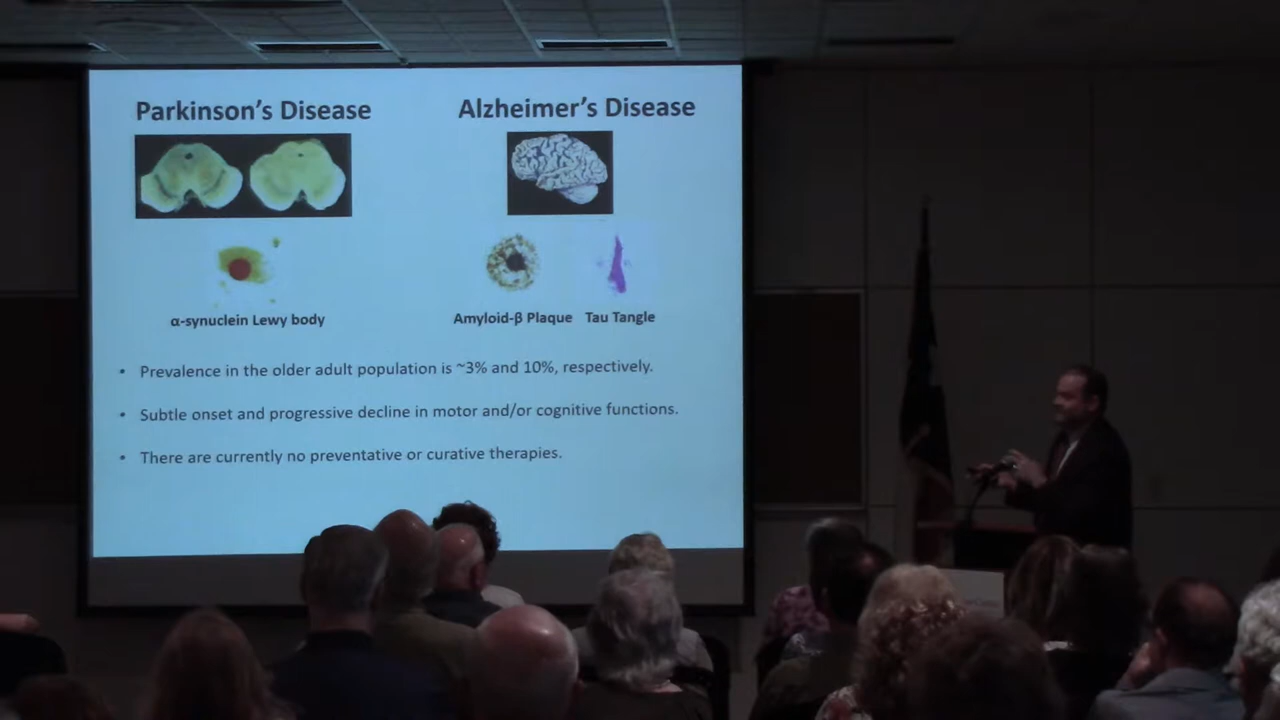 Parkinson's Disease
Alzheimer's Disease
α-synuclein Lewy body
Amyloid-β Plaque
Tau Tangle
• Prevalence in the older adult population is ~3% and 10%, respectively.
• Subtle onset and progressive decline in motor and/or cognitive functions.
• There are currently no preventative or curative therapies.